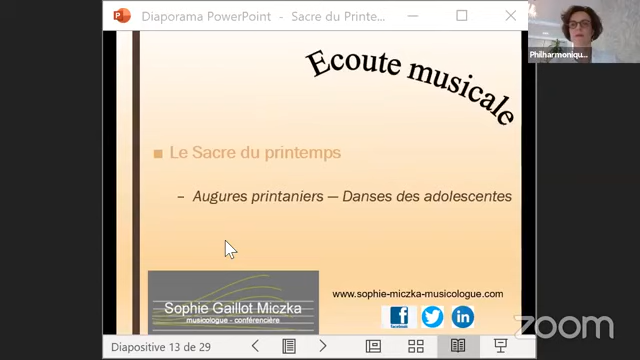 Diaporama PowerPoint - Sacre du Printe...
Philharmoniqu...
Ecoute musicale
Le Sacre du printemps
– Augures printaniers — Danses des adolescentes
Sophie Gaillot Miczka
musicologue - conférencière
www.sophie-miczka-musicologue.com
facebook
Diapositive 13 de 29
zoom